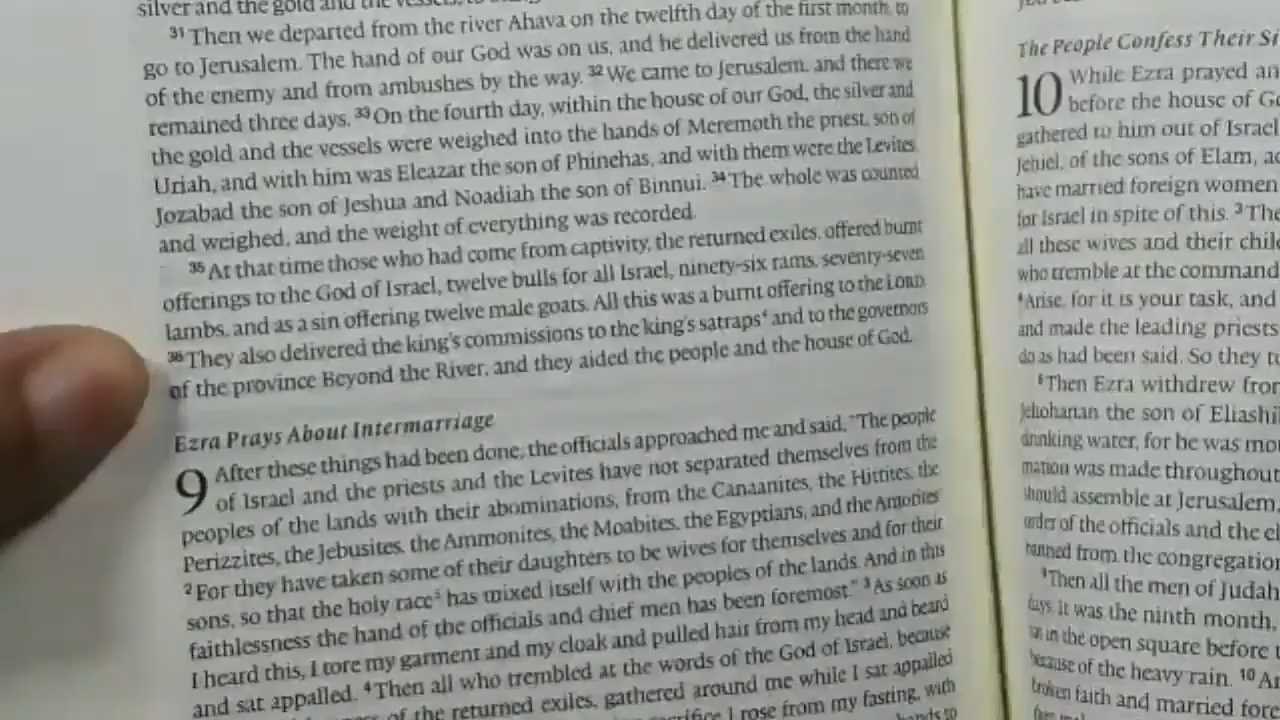 silver and the gold and the vessels, to
³¹ Then we departed from the river Ahava on the twelfth day of the first month, to
go to Jerusalem. The hand of our God was on us, and he delivered us from the hand
of the enemy and from ambushes by the way. ³² We came to Jerusalem, and there we
remained three days. ³³ On the fourth day, within the house of our God, the silver and
the gold and the vessels were weighed into the hands of Meremoth the priest, son of
Uriah, and with him was Eleazar the son of Phinehas, and with them were the Levites,
Jozabad the son of Jeshua and Noadiah the son of Binnui. ³⁴ The whole was counted
and weighed, and the weight of everything was recorded.
³⁵ At that time those who had come from captivity, the returned exiles, offered burnt
offerings to the God of Israel, twelve bulls for all Israel, ninety-six rams, seventy-seven
lambs, and as a sin offering twelve male goats. All this was a burnt offering to the LORD.
³⁶ They also delivered the king's commissions to the king's satraps⁴ and to the governors
of the province Beyond the River, and they aided the people and the house of God.
Ezra Prays About Intermarriage
9 After these things had been done, the officials approached me and said, "The people
of Israel and the priests and the Levites have not separated themselves from the
peoples of the lands with their abominations, from the Canaanites, the Hittites, the
Perizzites, the Jebusites, the Ammonites, the Moabites, the Egyptians, and the Amorites.
² For they have taken some of their daughters to be wives for themselves and for their
sons, so that the holy race⁵ has mixed itself with the peoples of the lands. And in this
faithlessness the hand of the officials and chief men has been foremost." ³ As soon as
I heard this, I tore my garment and my cloak and pulled hair from my head and beard
and sat appalled. ⁴ Then all who trembled at the words of the God of Israel, because
of the returned exiles, gathered around me while I sat appalled
I rose from my fasting, with
hands to
The People Confess Their Si
10 While Ezra prayed an
before the house of G
gathered to him out of Israel
Jehiel, of the sons of Elam, a
have married foreign women
for Israel in spite of this. ³ The
all these wives and their chil
who tremble at the command
⁴ Arise, for it is your task, and
and made the leading priests
do as had been said. So they t
⁶ Then Ezra withdrew fror
Jehohanan the son of Eliashi
drinking water, for he was mo
mation was made throughout
should assemble at Jerusalem,
order of the officials and the el
banned from the congregation
⁹ Then all the men of Judah
days. It was the ninth month,
sat in the open square before
because of the heavy rain. ¹⁰ A
broken faith and married fore